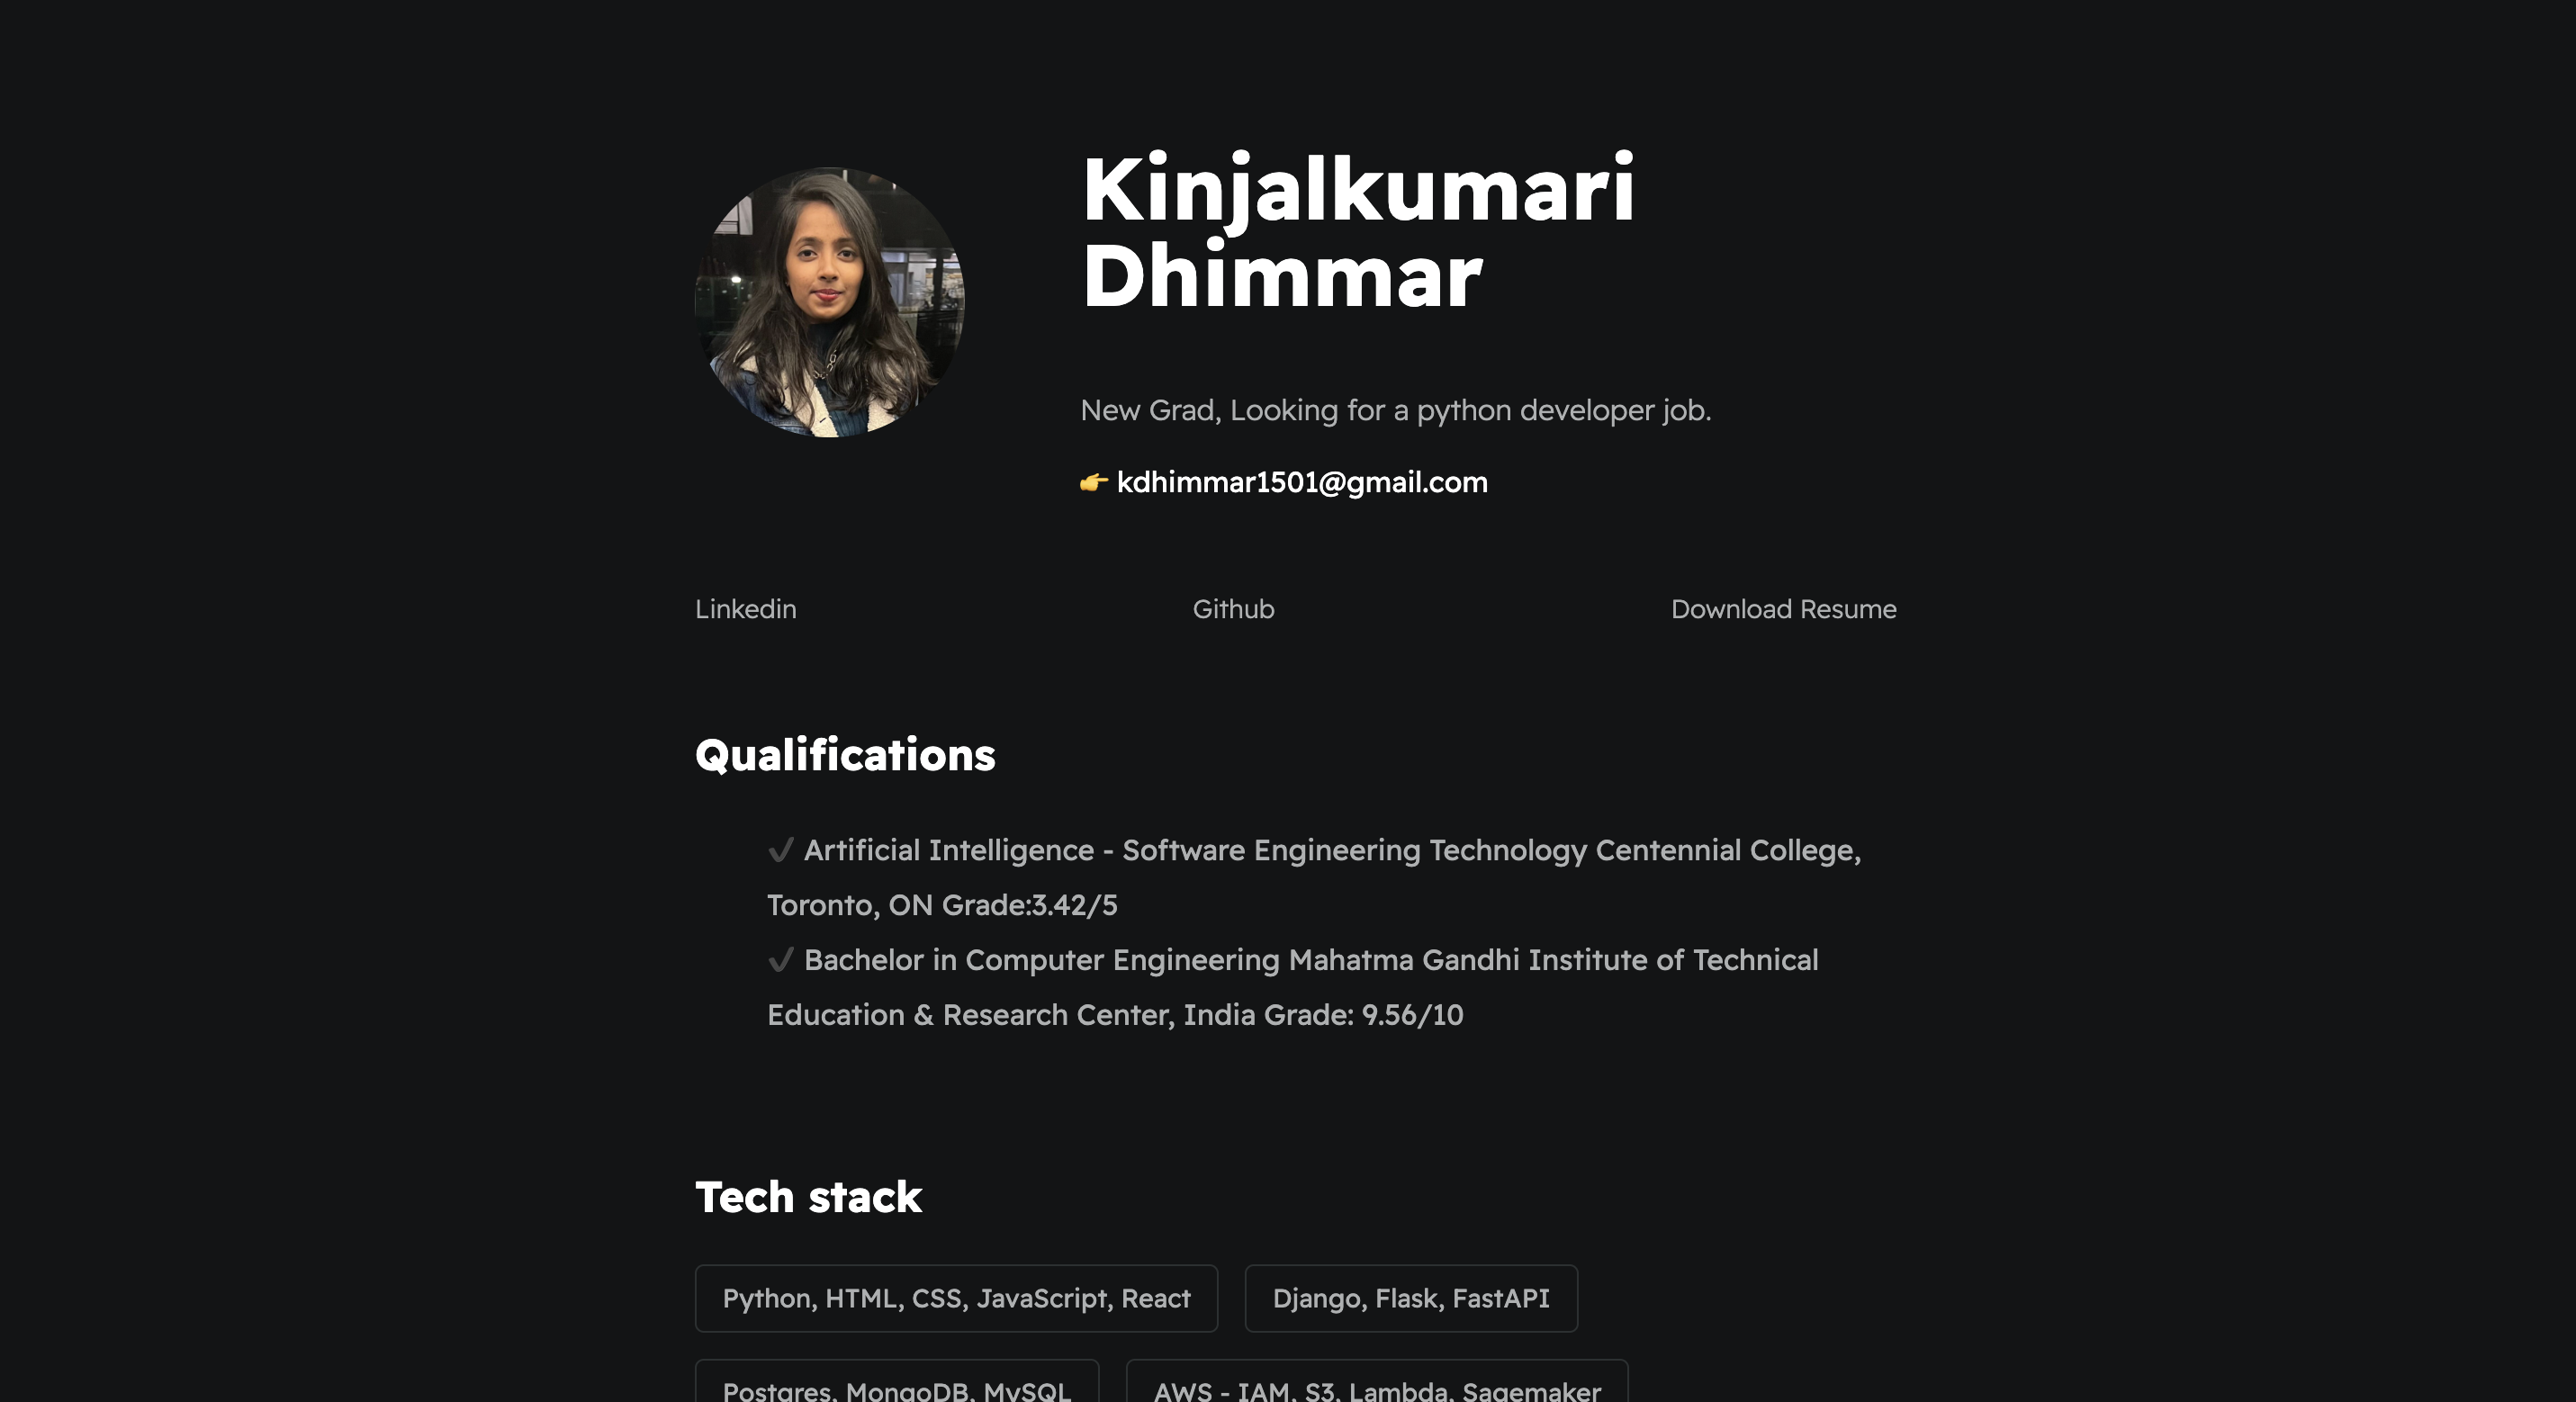 Kinjalkumari
Dhimmar
New Grad, Looking for a python developer job.
👉 kdhimmar1501@gmail.com
Linkedin
Github
Download Resume
Qualifications
✔ Artificial Intelligence - Software Engineering Technology Centennial College,
Toronto, ON Grade:3.42/5
✔ Bachelor in Computer Engineering Mahatma Gandhi Institute of Technical
Education & Research Center, India Grade: 9.56/10
Tech stack
Python, HTML, CSS, JavaScript, React
Django, Flask, FastAPI
Postgres, MongoDB, MySQL
AWS - IAM, S3, Lambda, Sagemaker